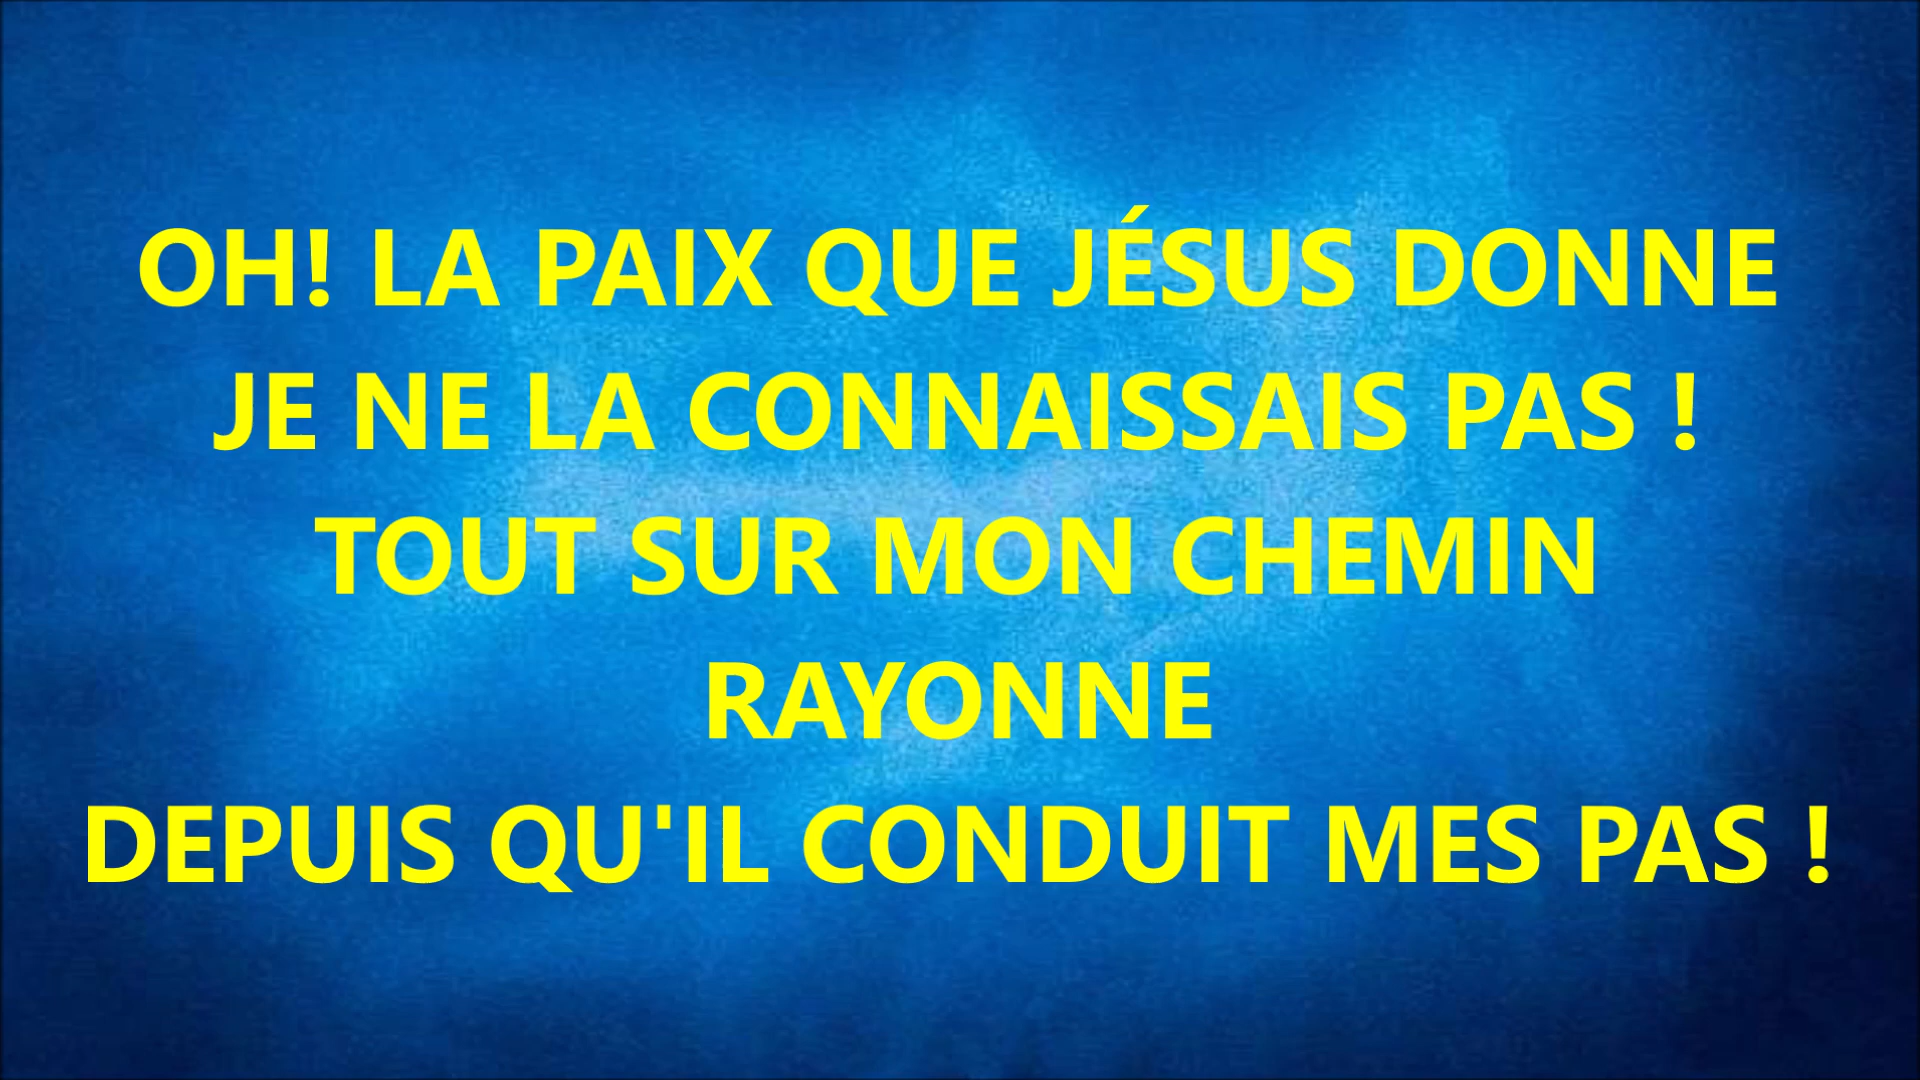 OH! LA PAIX QUE JÉSUS DONNE
JE NE LA CONNAISSAIS PAS !
TOUT SUR MON CHEMIN
RAYONNE
DEPUIS QU'IL CONDUIT MES PAS !